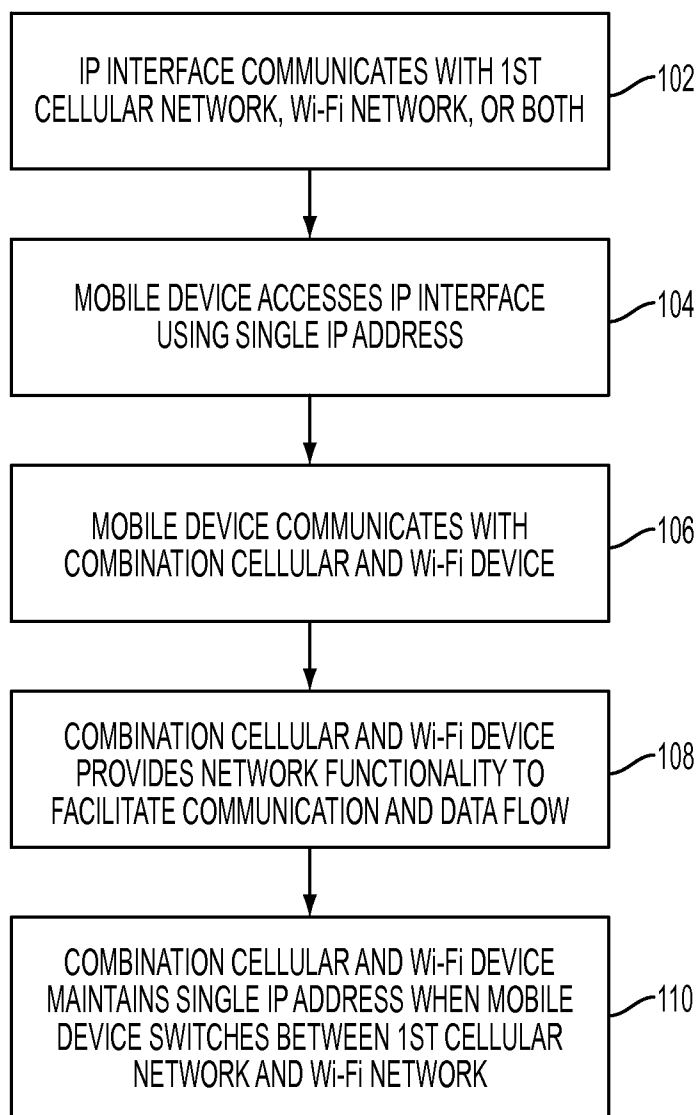 IP INTERFACE COMMUNICATES WITH 1ST
CELLULAR NETWORK, Wi-Fi NETWORK, OR BOTH
102
MOBILE DEVICE ACCESSES IP INTERFACE
USING SINGLE IP ADDRESS
104
MOBILE DEVICE COMMUNICATES WITH
COMBINATION CELLULAR AND Wi-Fi DEVICE
106
COMBINATION CELLULAR AND Wi-Fi DEVICE
PROVIDES NETWORK FUNCTIONALITY TO
FACILITATE COMMUNICATION AND DATA FLOW
108
COMBINATION CELLULAR AND Wi-Fi DEVICE
MAINTAINS SINGLE IP ADDRESS WHEN MOBILE
DEVICE SWITCHES BETWEEN 1ST CELLULAR
NETWORK AND Wi-Fi NETWORK
110